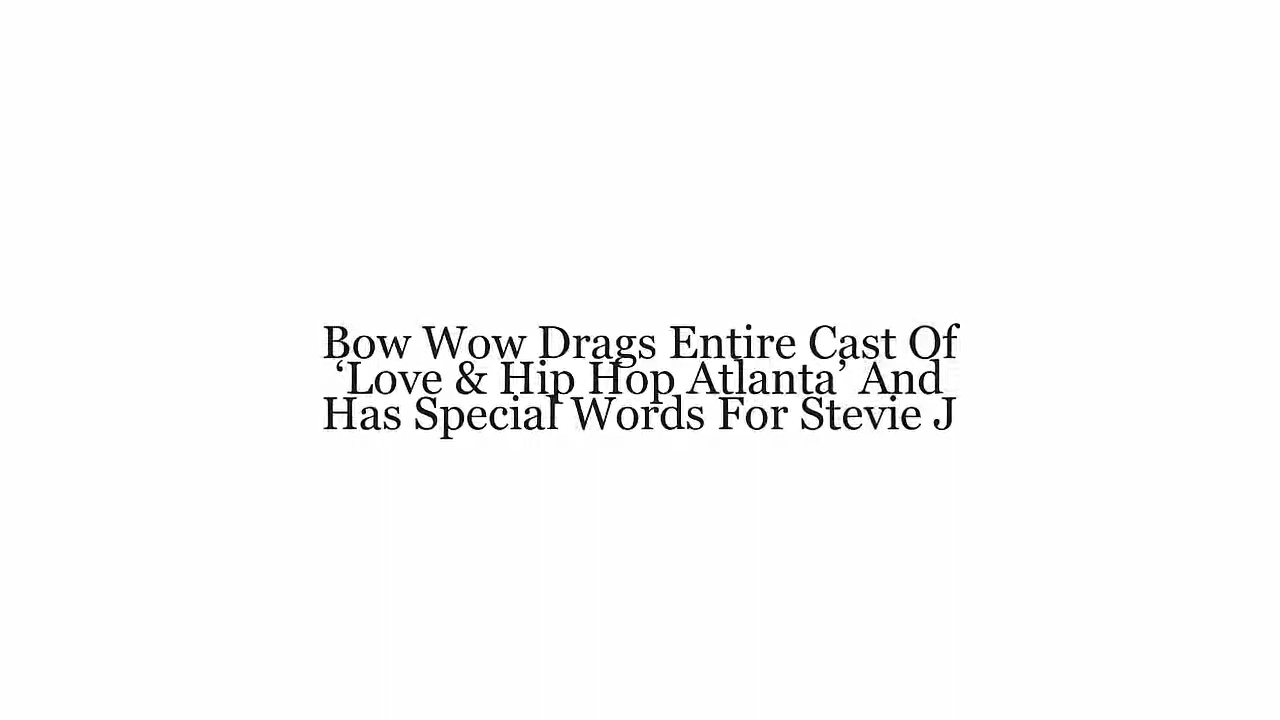 Bow Wow Drags Entire Cast Of
‘Love & Hip Hop Atlanta’ And
Has Special Words For Stevie J